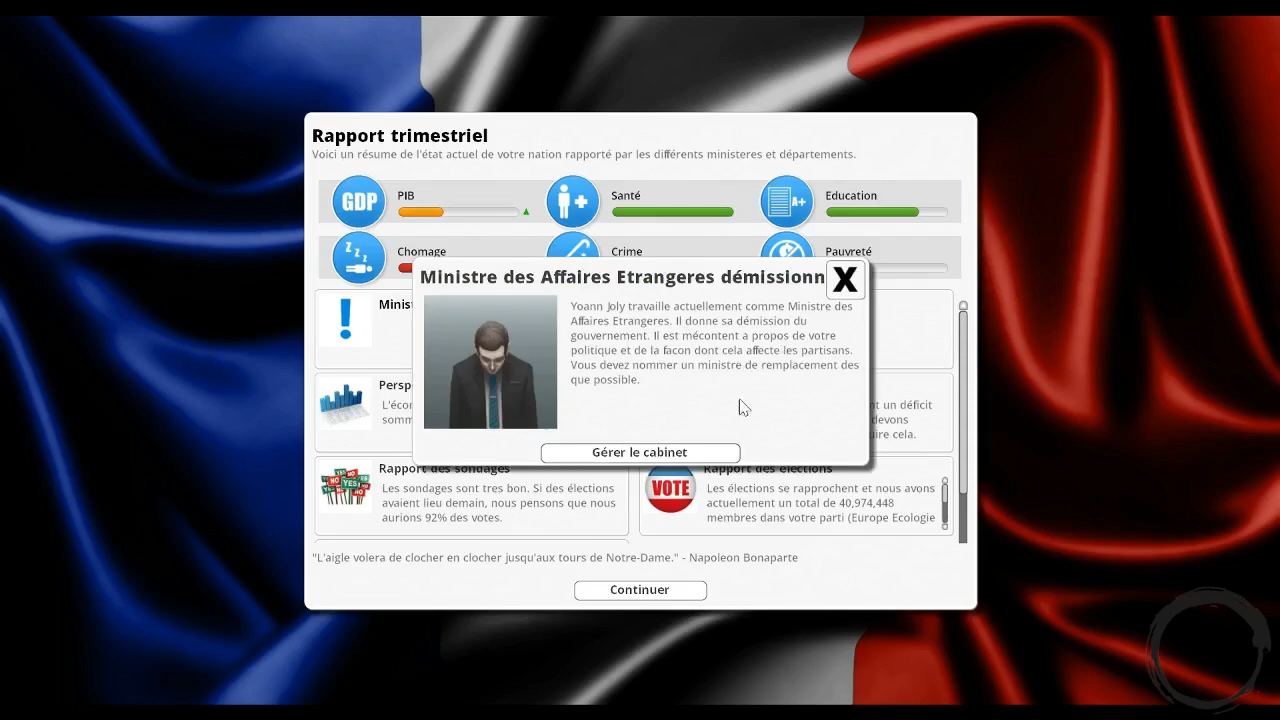 Rapport trimestriel
Voici un résume de l'état actuel de votre nation rapporté par les différents ministeres et départements.
GDP
PIB
Santé
A+
Education
Chomage
Crime
Pauvreté
Ministre des Affaires Etrangeres démissionn
X
Yoann Joly travaille actuellement comme Ministre des
Affaires Etrangeres. Il donne sa démission du
gouvernement. Il est mécontent a propos de votre
politique et de la facon dont cela affecte les partisans.
Vous devez nommer un ministre de remplacement des
que possible.
Gérer le cabinet
Minist
Persp
L'écor
somm
nt un déficit
devons
uire cela.
Rapport des sondages
Les sondages sont tres bon. Si des élections
avaient lieu demain, nous pensons que nous
aurions 92% des votes.
VOTE
Rapport des élections
Les élections se rapprochent et nous avons
actuellement un total de 40,974,448
membres dans votre parti (Europe Ecologie
"L'aigle volera de clocher en clocher jusqu'aux tours de Notre-Dame." - Napoleon Bonaparte
Continuer